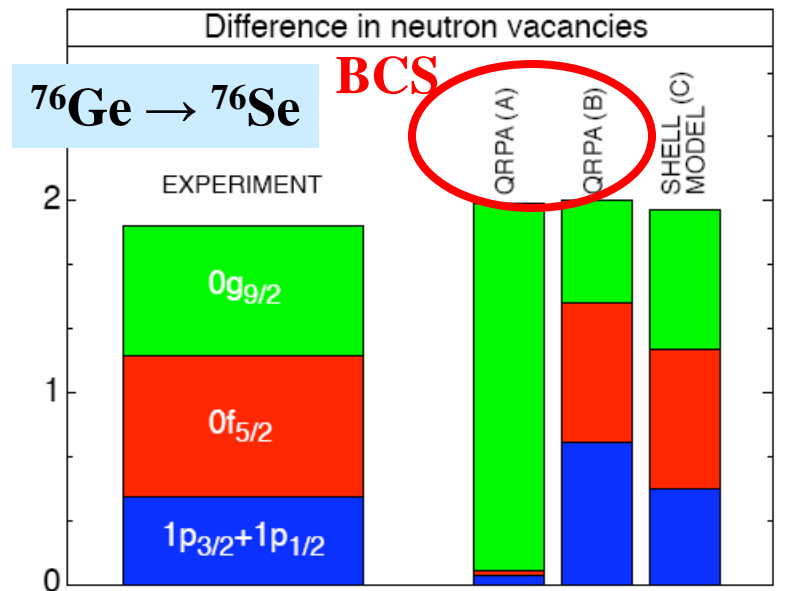 Difference in neutron vacancies
⁷⁶Ge → ⁷⁶Se
BCS
EXPERIMENT
QRPA (A)
QRPA (B)
SHELL (C)
MODEL
2
1
0
0g₉/₂
0f₅/₂
1p₃/₂+1p₁/₂